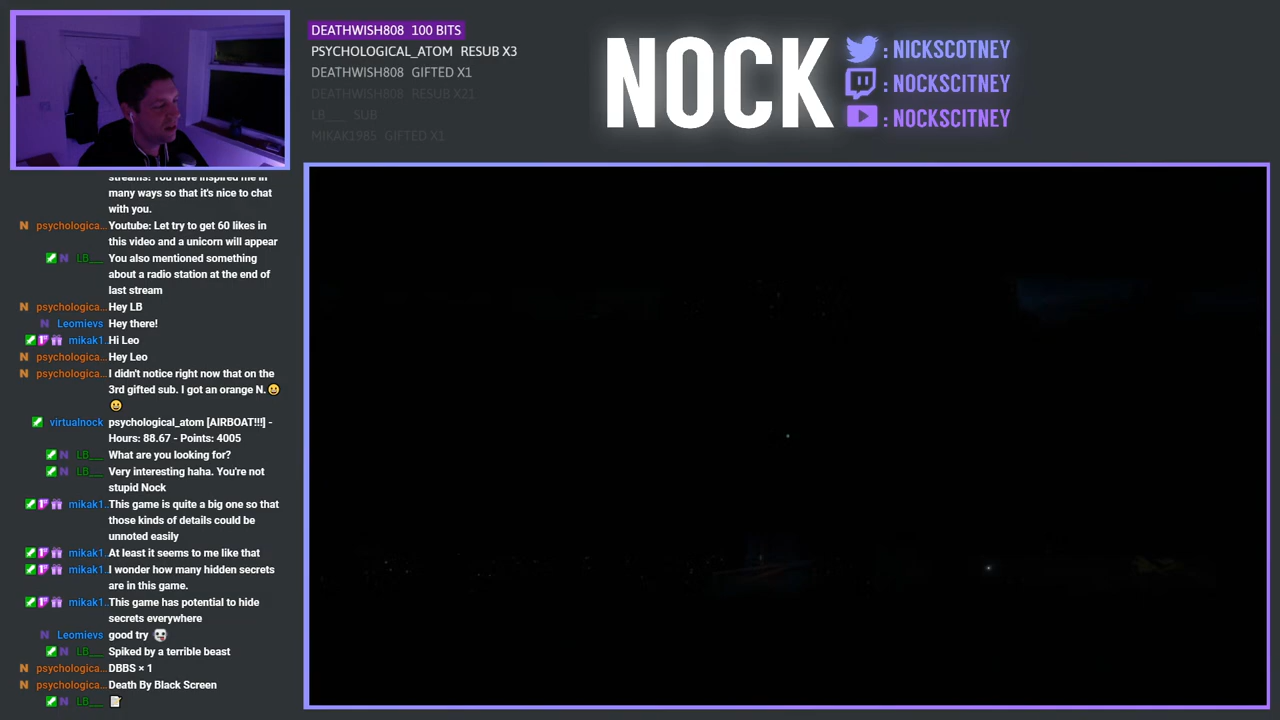 DEATHWISH808 100 BITS
PSYCHOLOGICAL_ATOM RESUB X3
DEATHWISH808 GIFTED X1
DEATHWISH808 RESUB X21
LB___ SUB
MIKAK1985 GIFTED X1
NOCK
: NICKSCOTNEY
: NOCKSCITNEY
: NOCKSCITNEY
streams! You have inspired me in
many ways so that it's nice to chat
with you.
N psychologica... Youtube: Let try to get 60 likes in
this video and a unicorn will appear
N LB___ You also mentioned something
about a radio station at the end of
last stream
N psychologica... Hey LB
N Leomievs Hey there!
mikak1... Hi Leo
N psychologica... Hey Leo
N psychologica... I didn't notice right now that on the
3rd gifted sub. I got an orange N. 😀
😀
virtualnock psychological_atom [AIRBOAT!!!] -
Hours: 88.67 - Points: 4005
N LB___ What are you looking for?
N LB___ Very interesting haha. You're not
stupid Nock
mikak1... This game is quite a big one so that
those kinds of details could be
unnoted easily
mikak1... At least it seems to me like that
mikak1... I wonder how many hidden secrets
are in this game.
mikak1... This game has potential to hide
secrets everywhere
N Leomievs good try
N LB___ Spiked by a terrible beast
N psychologica... DBBS × 1
N psychologica... Death By Black Screen
N LB___ 📝